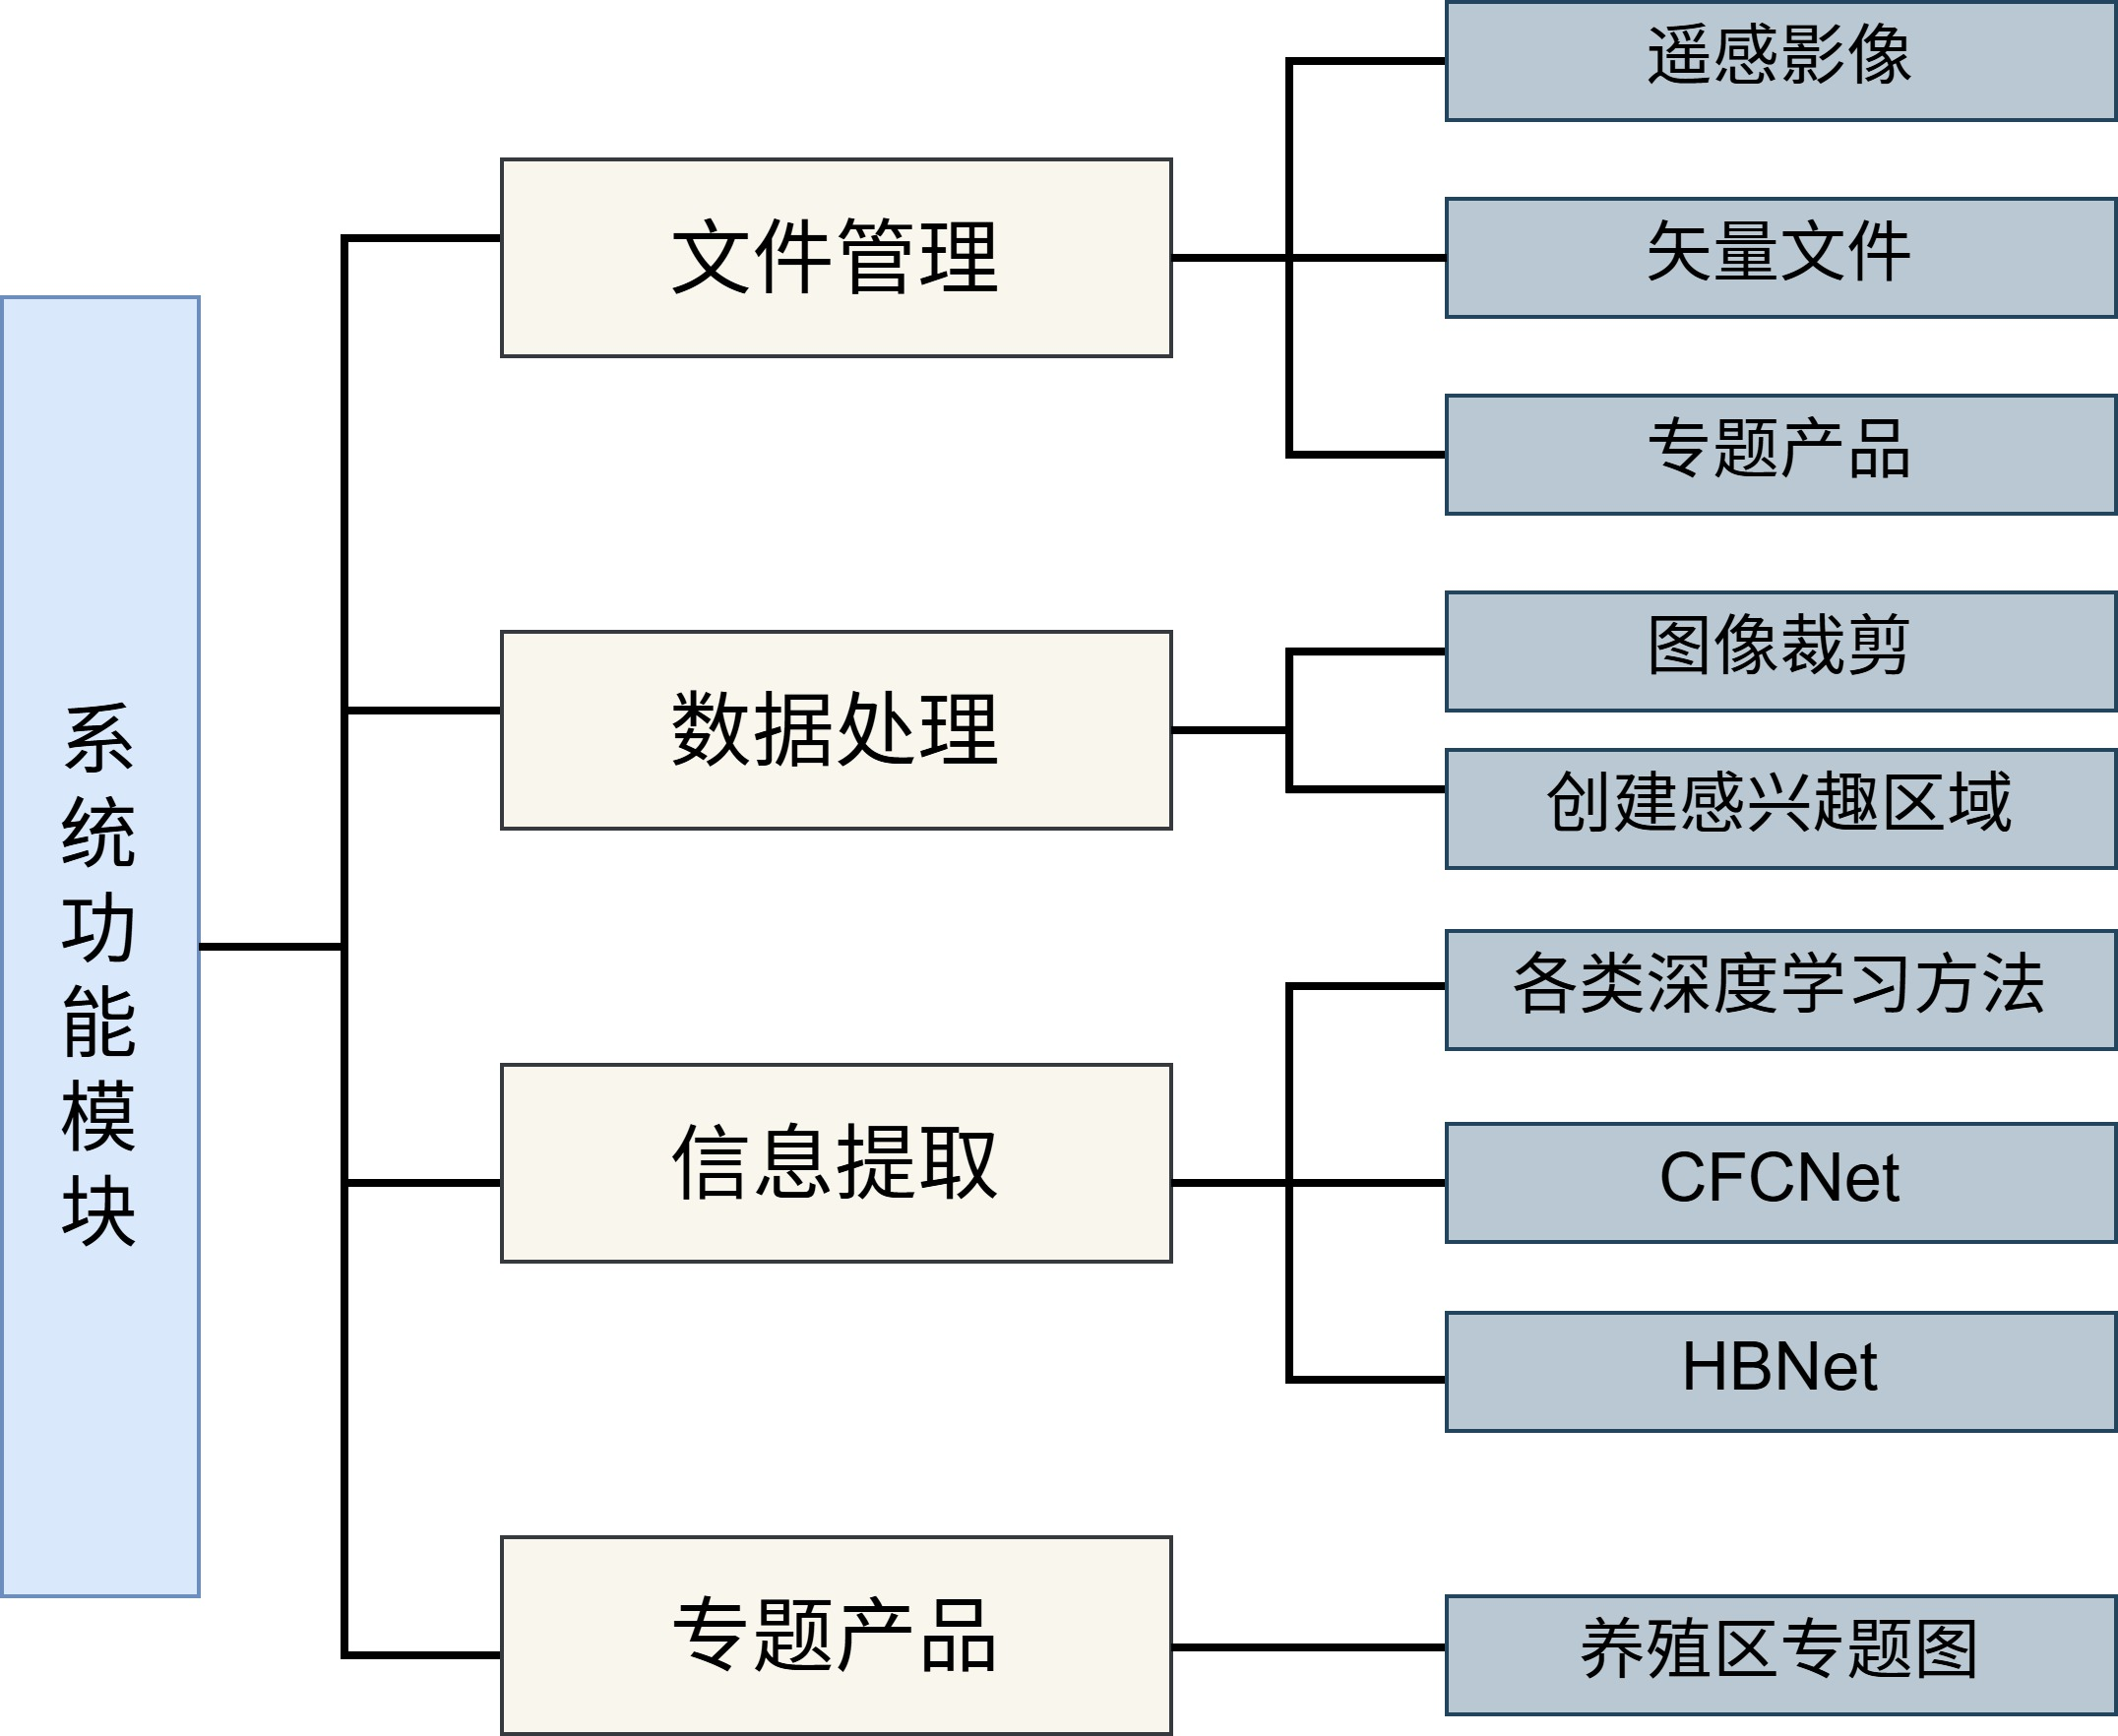 系统功能模块
文件管理
遥感影像
矢量文件
专题产品
数据处理
图像裁剪
创建感兴趣区域
信息提取
各类深度学习方法
CFCNet
HBNet
专题产品
养殖区专题图